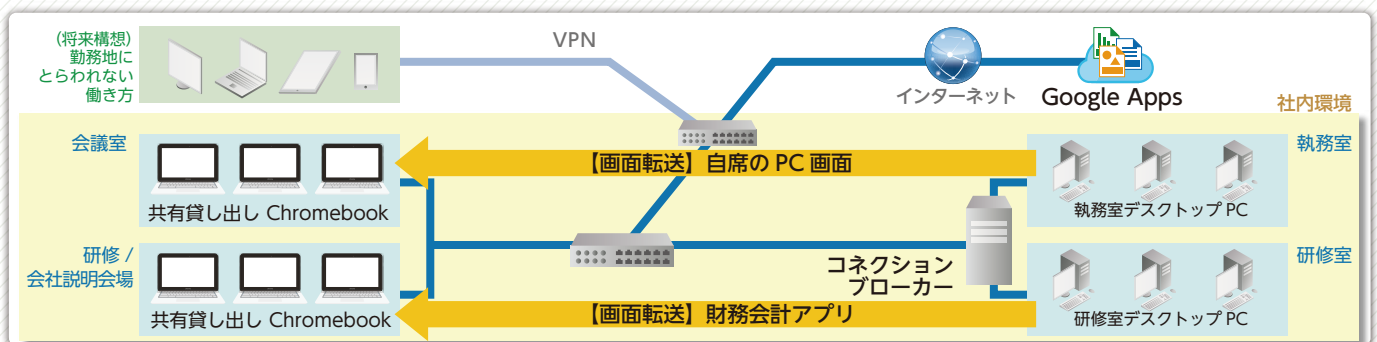 (将来構想)
勤務地に
とらわれない
働き方
VPN
インターネット
Google Apps
社内環境
会議室
共有貸し出し Chromebook
【画面転送】自席の PC 画面
執務室
執務室デスクトップ PC
研修 /
会社説明会場
共有貸し出し Chromebook
コネクション
ブローカー
【画面転送】財務会計アプリ
研修室
研修室デスクトップ PC